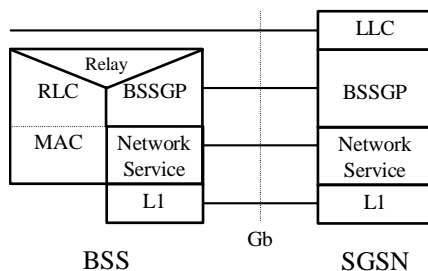 LLC
Relay
RLC BSSGP BSSGP
MAC Network Network
Service Service
L1 L1
Gb
BSS SGSN